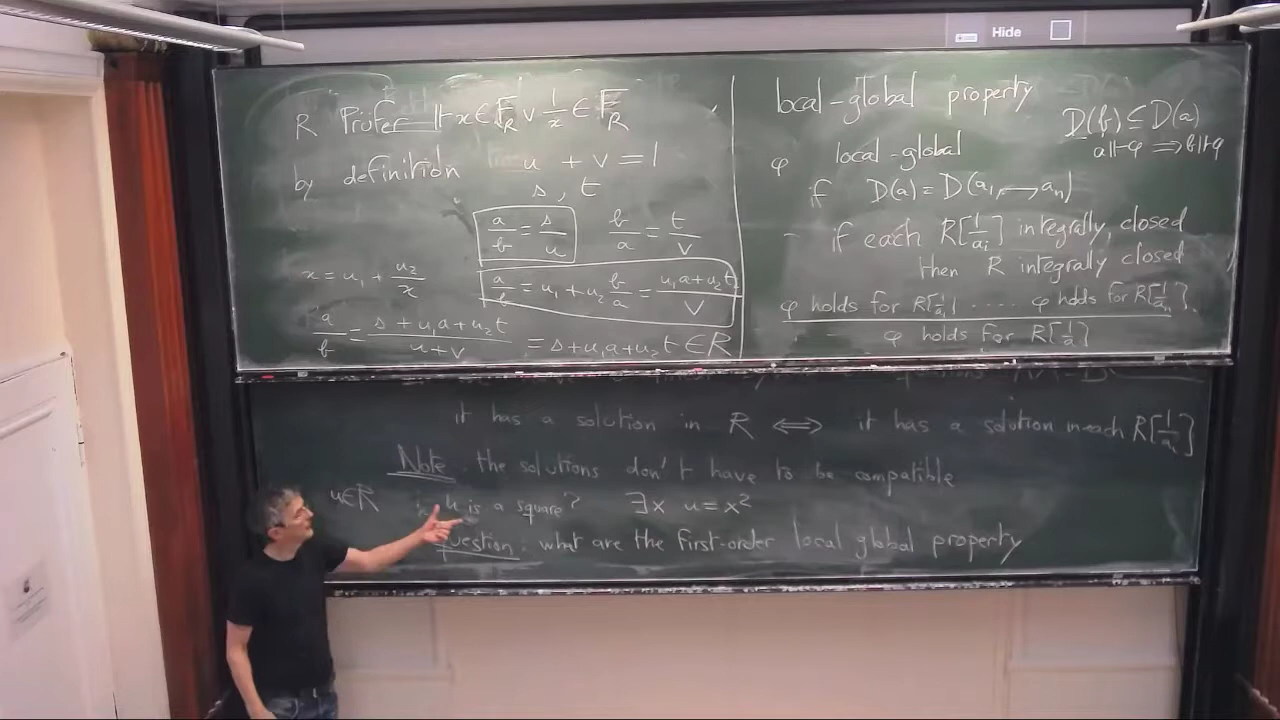 Hide
R Prüfer ⊩ x ∈ F_R ∨ 1/x ∈ F_R
by definition u + v = 1
s, t
a/b = s/u b/a = t/v
x = u₁ + u₂/x a/b = u₁ + u₂ b/a = (u₁a + u₂t)/v
a/b = (s + u₁a + u₂t)/(u + v) = s + u₁a + u₂t ∈ R
local-global property
D(b) ⊆ D(a)
a ⊩ φ ⟹ b ⊩ φ
φ local-global
if D(a) = D(a₁, ⟶ aₙ)
- if each R[1/aᵢ] integrally closed
then R integrally closed
φ holds for R[1/a₁] ..... φ holds for R[1/aₙ].
φ holds for R[1/a]
it has a solution in R ⟺ it has a solution in each R[1/aᵢ]
Note. the solutions don't have to be compatible
u∈R u is a square? ∃x u = x²
question: what are the first-order local global property